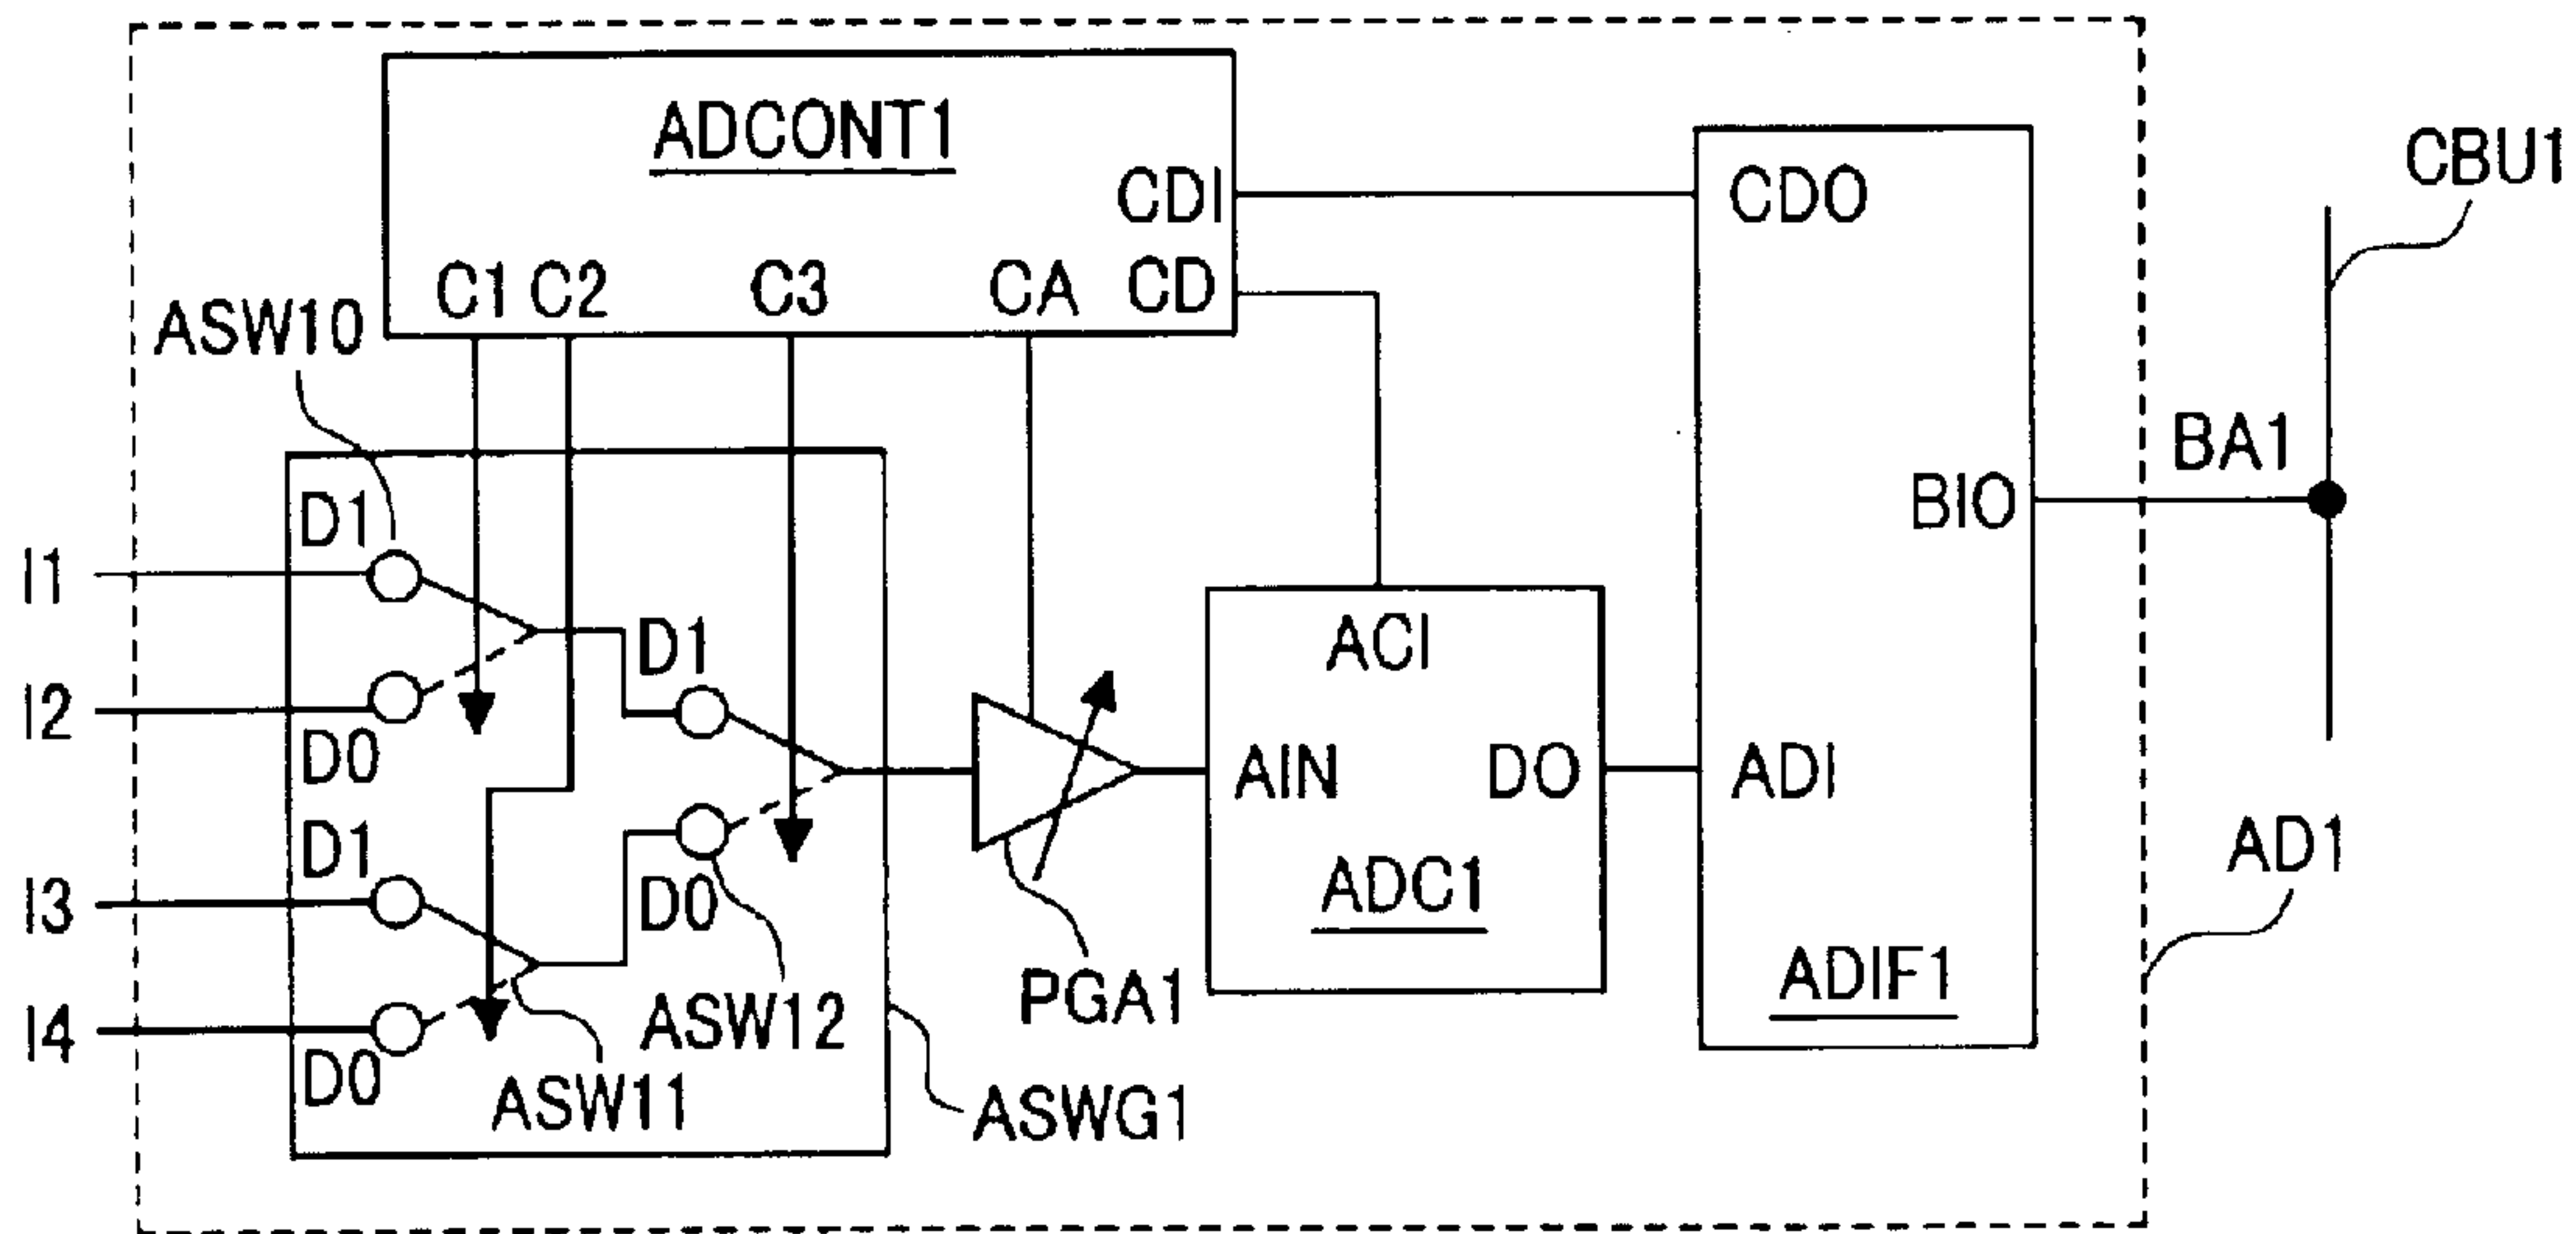 ADCONT1
CBU1
CDI
CDO
C1
C2
C3
CA
CD
ASW10
BA1
D1
BIO
I1
D1
ACI
I2
D0
AIN
DO
ADI
D1
AD1
I3
D0
ADC1
ADIF1
PGA1
ASW12
I4
D0
ASW11
ASWG1